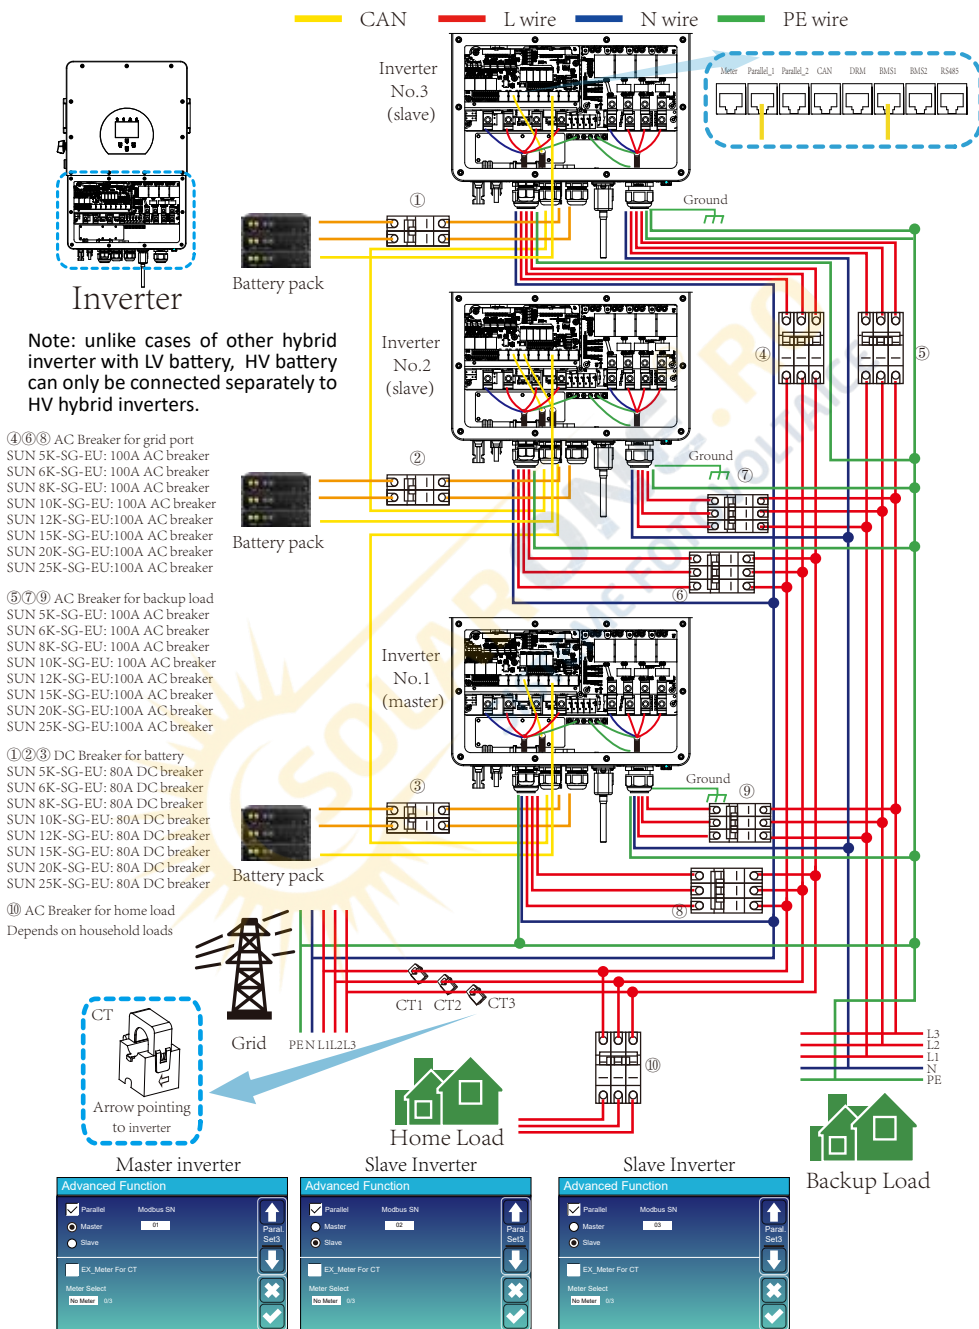 CAN L wire N wire PE wire
Inverter
No.3
(slave)
Meter Parallel_1 Parallel_2 CAN DRM BMS1 BMS2 RS485
①
Ground
Battery pack
Inverter
Note: unlike cases of other hybrid
inverter with LV battery, HV battery
can only be connected separately to
HV hybrid inverters.
Inverter
No.2
(slave)
④
⑤
④⑥⑧ AC Breaker for grid port
SUN 5K-SG-EU: 100A AC breaker
SUN 6K-SG-EU: 100A AC breaker
SUN 8K-SG-EU: 100A AC breaker
SUN 10K-SG-EU: 100A AC breaker
SUN 12K-SG-EU:100A AC breaker
SUN 15K-SG-EU:100A AC breaker
SUN 20K-SG-EU:100A AC breaker
SUN 25K-SG-EU:100A AC breaker
②
Ground
⑦
Battery pack
⑥
⑤⑦⑨ AC Breaker for backup load
SUN 5K-SG-EU: 100A AC breaker
SUN 6K-SG-EU: 100A AC breaker
SUN 8K-SG-EU: 100A AC breaker
SUN 10K-SG-EU: 100A AC breaker
SUN 12K-SG-EU:100A AC breaker
SUN 15K-SG-EU:100A AC breaker
SUN 20K-SG-EU:100A AC breaker
SUN 25K-SG-EU:100A AC breaker
Inverter
No.1
(master)
①②③ DC Breaker for battery
SUN 5K-SG-EU: 80A DC breaker
SUN 6K-SG-EU: 80A DC breaker
SUN 8K-SG-EU: 80A DC breaker
SUN 10K-SG-EU: 80A DC breaker
SUN 12K-SG-EU: 80A DC breaker
SUN 15K-SG-EU: 80A DC breaker
SUN 20K-SG-EU: 80A DC breaker
SUN 25K-SG-EU: 80A DC breaker
③
Ground
⑨
Battery pack
⑧
⑩ AC Breaker for home load
Depends on household loads
CT1 CT2 CT3
CT
Grid
PE N L1 L2 L3
Arrow pointing
to inverter
⑩
Home Load
L3
L2
L1
N
PE
Backup Load
SOLAR ONE.RO
SISTEME FOTOVOLTAICE
Master inverter
Advanced Function
Parallel Modbus SN
Master 01
Slave
Paral.
Set3
EX_Meter For CT
Meter Select
No Meter 0/3
Slave Inverter
Advanced Function
Parallel Modbus SN
Master 02
Slave
Paral.
Set3
EX_Meter For CT
Meter Select
No Meter 0/3
Slave Inverter
Advanced Function
Parallel Modbus SN
Master 03
Slave
Paral.
Set3
EX_Meter For CT
Meter Select
No Meter 0/3